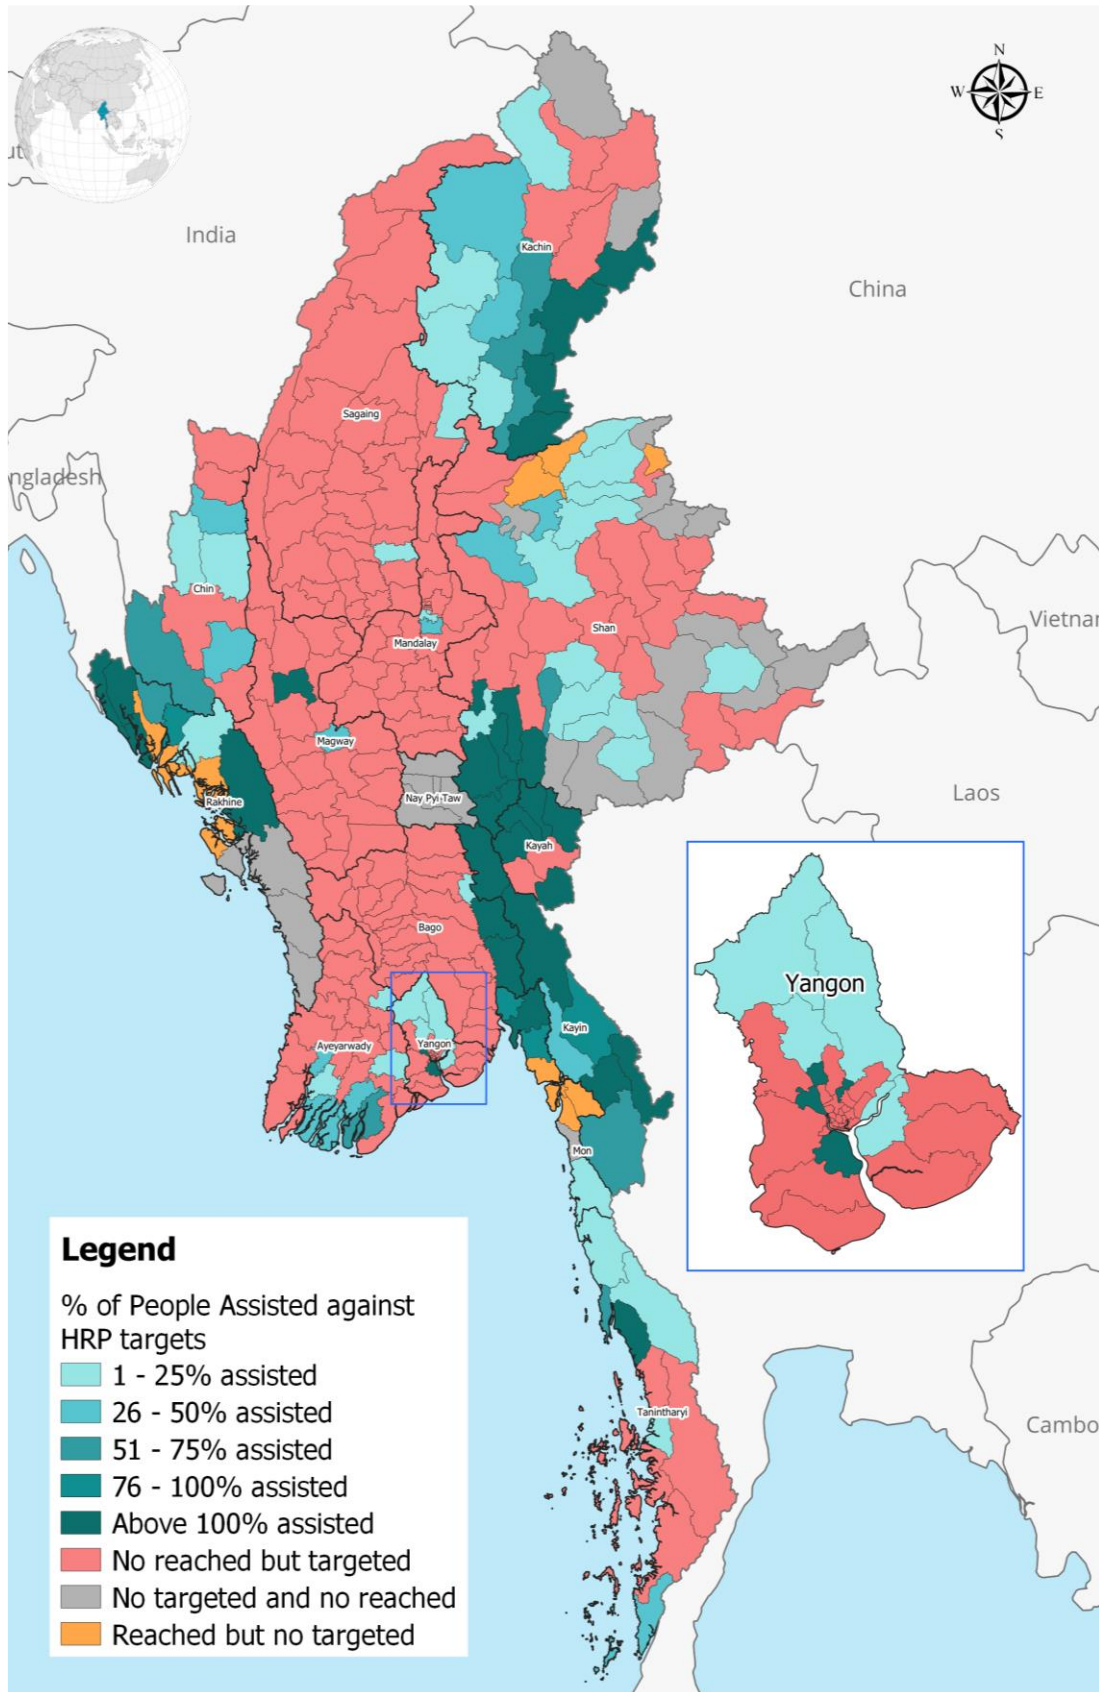 N
W
E
S
India
China
Kachin
Sagaing
ngladesh
Chin
Shan
Vietnar
Mandalay
Magway
Nay Pyi Taw
Laos
Rakhine
Kayah
Bago
Yangon
Kayin
Ayeyarwady
Yangon
Mon
Legend
% of People Assisted against
HRP targets
1 - 25% assisted
26 - 50% assisted
51 - 75% assisted
76 - 100% assisted
Above 100% assisted
No reached but targeted
No targeted and no reached
Reached but no targeted
Tanintharyi
Cambo